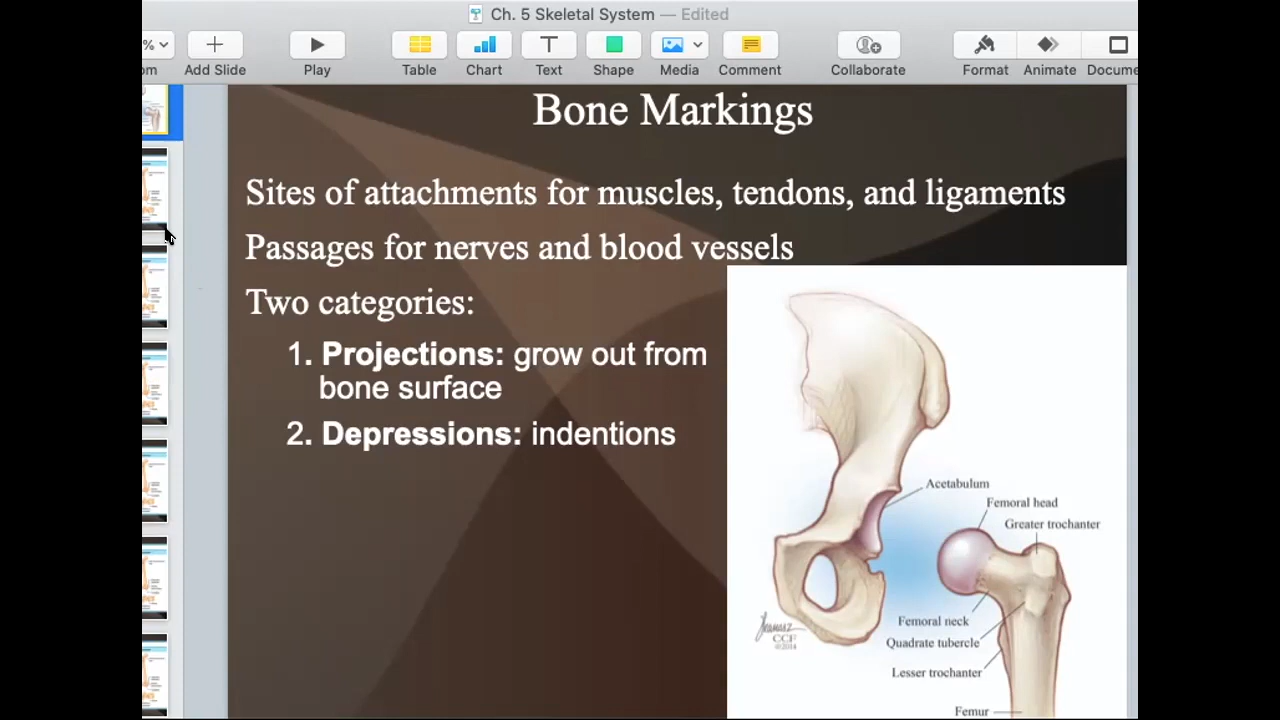 Ch. 5 Skeletal System — Edited
% 
Add Slide
Play
Table
Chart
Text
Shape
Media
Comment
Collaborate
Format
Animate
Bone Markings
Sites of attachments for muscles, tendons, and ligaments
Passages for nerves and blood vessels
Two categories:
1. Projections: grow out from
bone surface
2. Depressions: indentions
Acetabulum
Femoral head
Greater trochanter
Femoral neck
Quadrate tubercle
Lesser trochanter
Femur
CCF
©2014